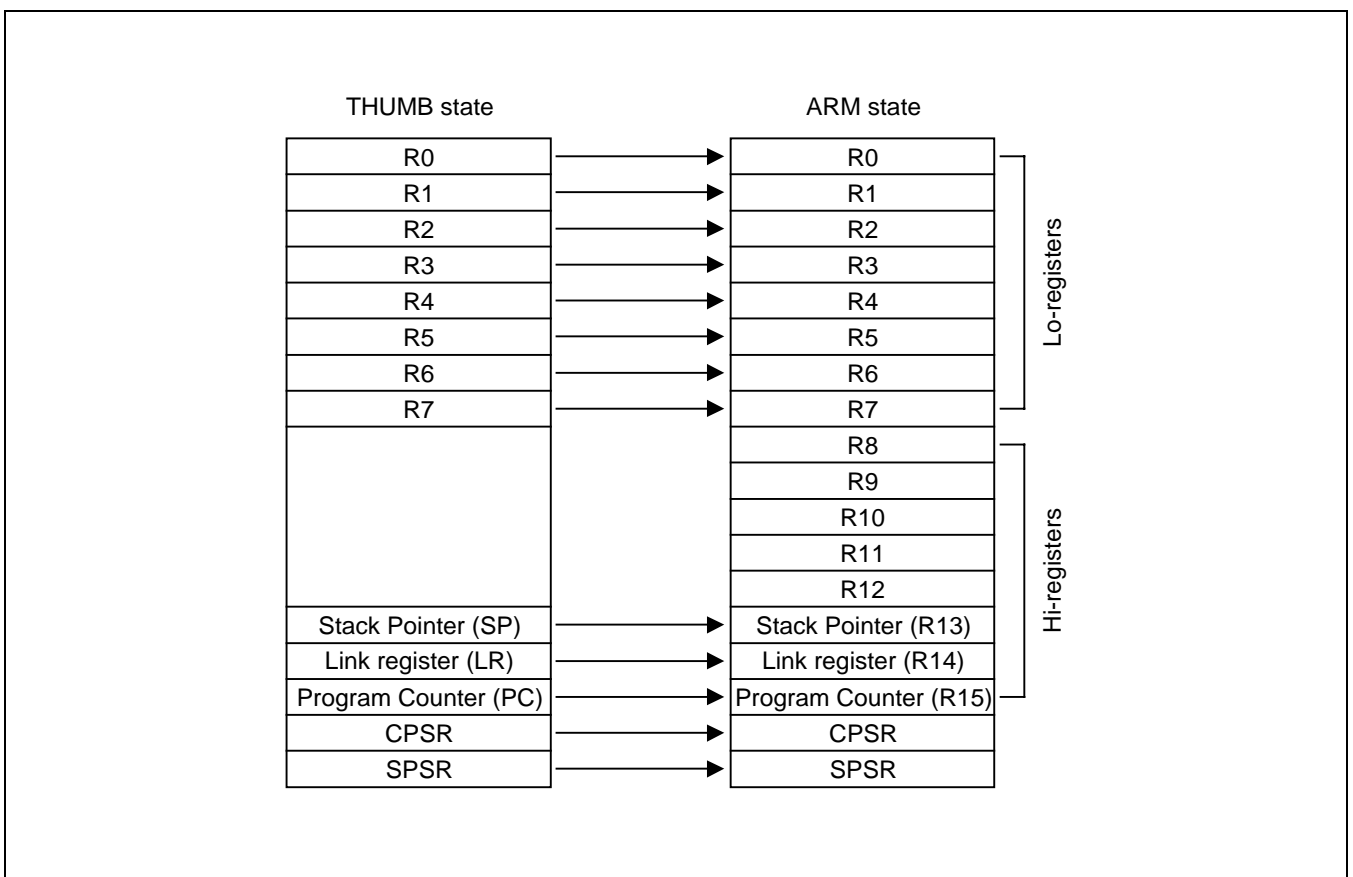 THUMB state
R0
R1
R2
R3
R4
R5
R6
R7
Stack Pointer (SP)
Link register (LR)
Program Counter (PC)
CPSR
SPSR
ARM state
R0
R1
R2
R3
R4
R5
R6
R7
R8
R9
R10
R11
R12
Stack Pointer (R13)
Link register (R14)
Program Counter (R15)
CPSR
SPSR
Lo-registers
Hi-registers